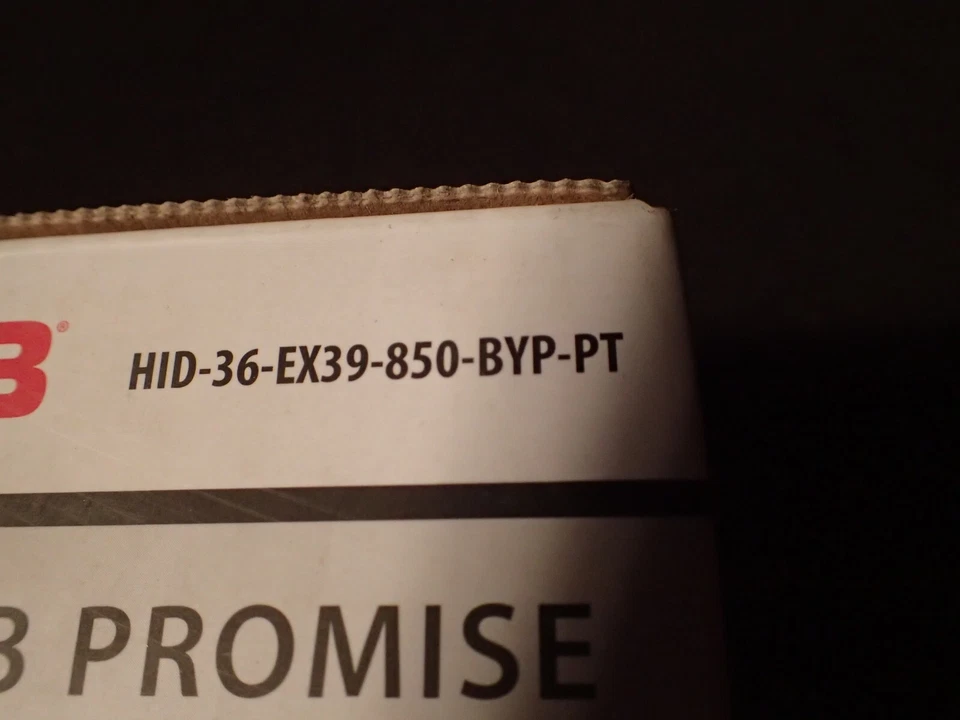 B® HID-36-EX39-850-BYP-PT
B PROMISE